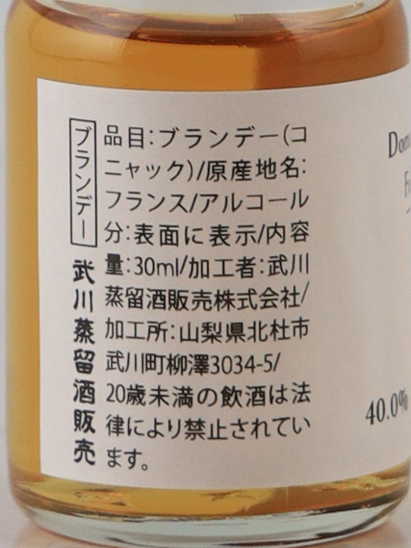 ブランデー
武川蒸留酒販売
品目:ブランデー(コ
ニャック)/原産地名:
フランス/アルコール
分:表面に表示/内容
量:30ml/加工者:武川
蒸留酒販売株式会社/
加工所:山梨県北杜市
武川町柳澤3034-5/
20歳未満の飲酒は法
律により禁止されてい
ます。
40.0%